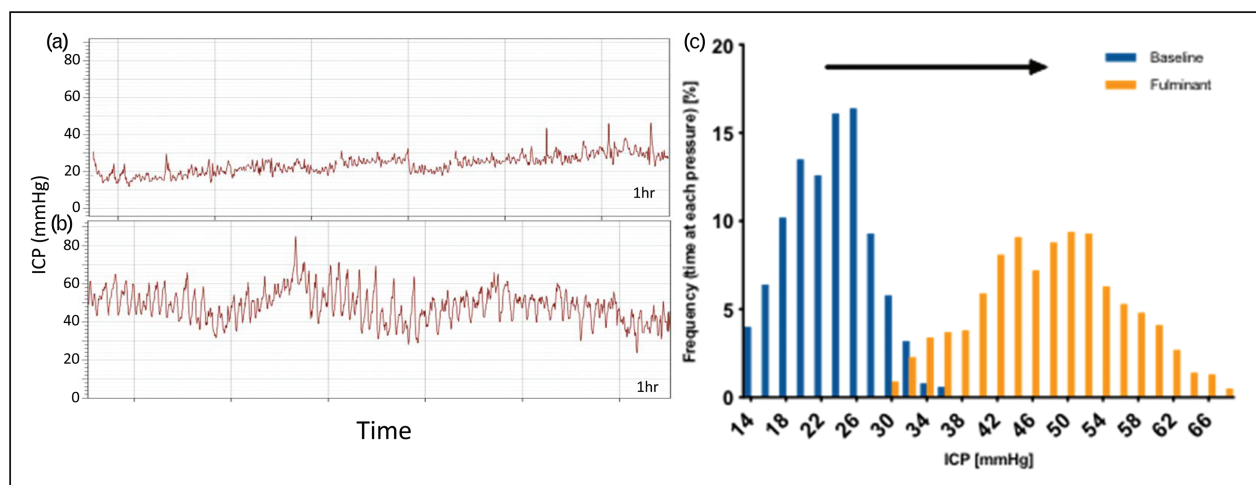 (a)
80
60
40
20
0
1hr
(b)
ICP (mmHg)
80
60
40
20
0
1hr
Time
(c)
Frequency (time at each pressure) [%]
20
15
10
5
0
Baseline
Fulminant
14 18 22 26 30 34 38 42 46 50 54 58 62 66
ICP [mmHg]